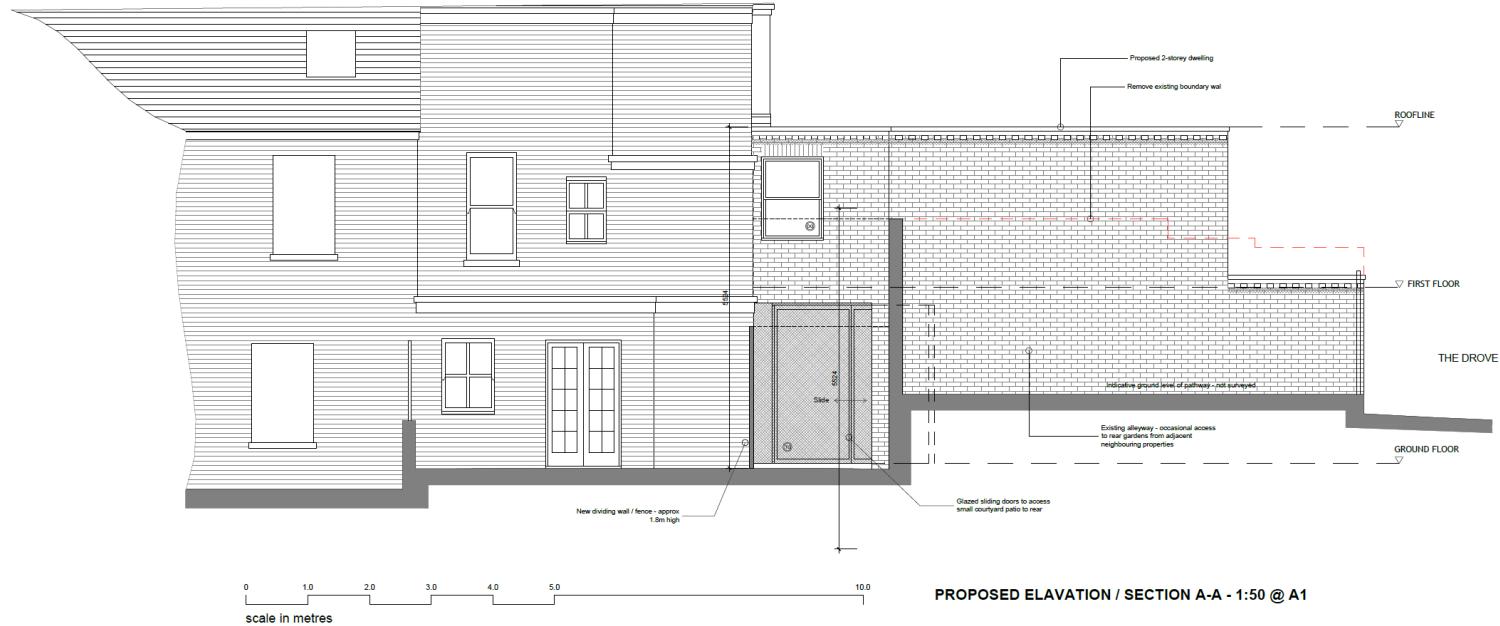 Proposed 2-storey dwelling
Remove existing boundary wal
ROOFLINE
5524
FIRST FLOOR
THE DROVE
5524
Slide
Indicative ground level of pathway - not surveyed
Existing alleyway - occasional access
to rear gardens from adjacent
neighbouring properties
GROUND FLOOR
New dividing wall / fence - approx
1.8m high
Glazed sliding doors to access
small courtyard patio to rear
0 1.0 2.0 3.0 4.0 5.0 10.0
scale in metres
PROPOSED ELAVATION / SECTION A-A - 1:50 @ A1